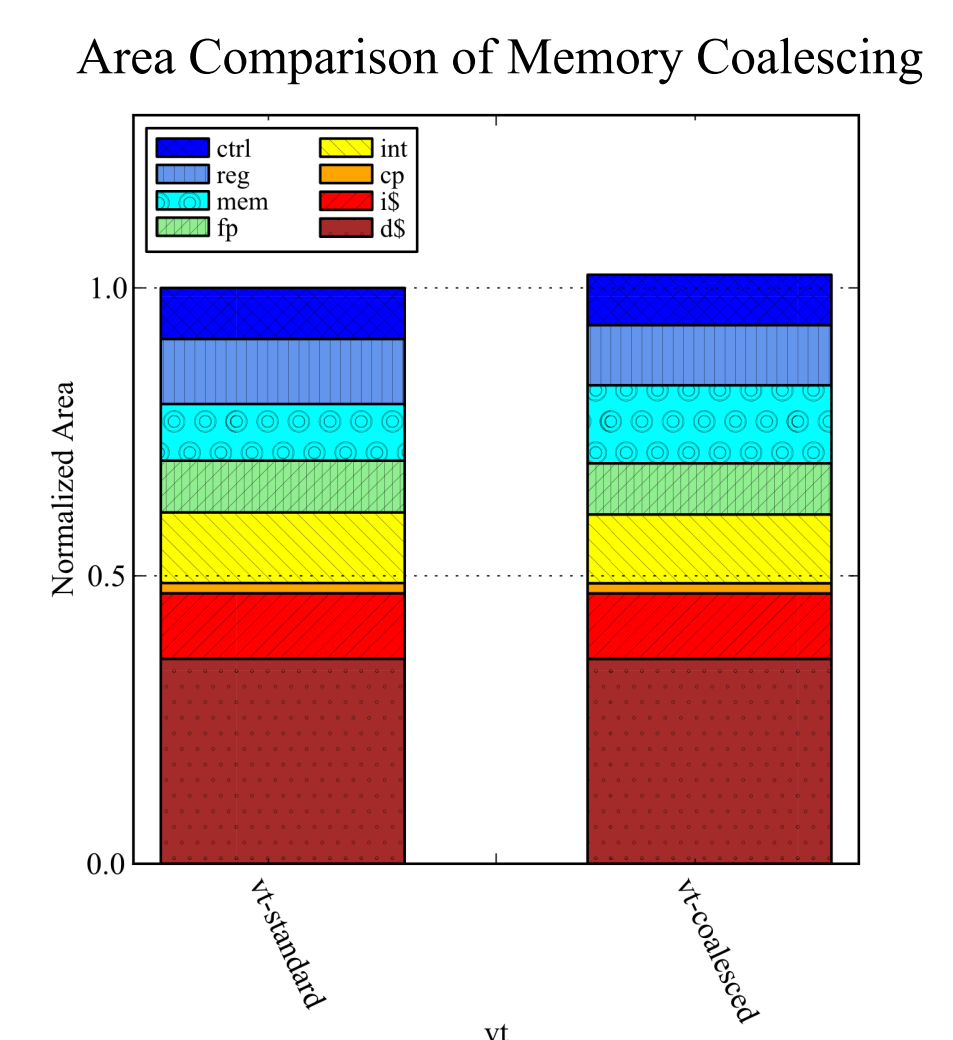 Area Comparison of Memory Coalescing
ctrl
reg
mem
fp
int
cp
i$
d$
1.0
0.5
0.0
Normalized Area
vt-standard
vt-coalesced
vt